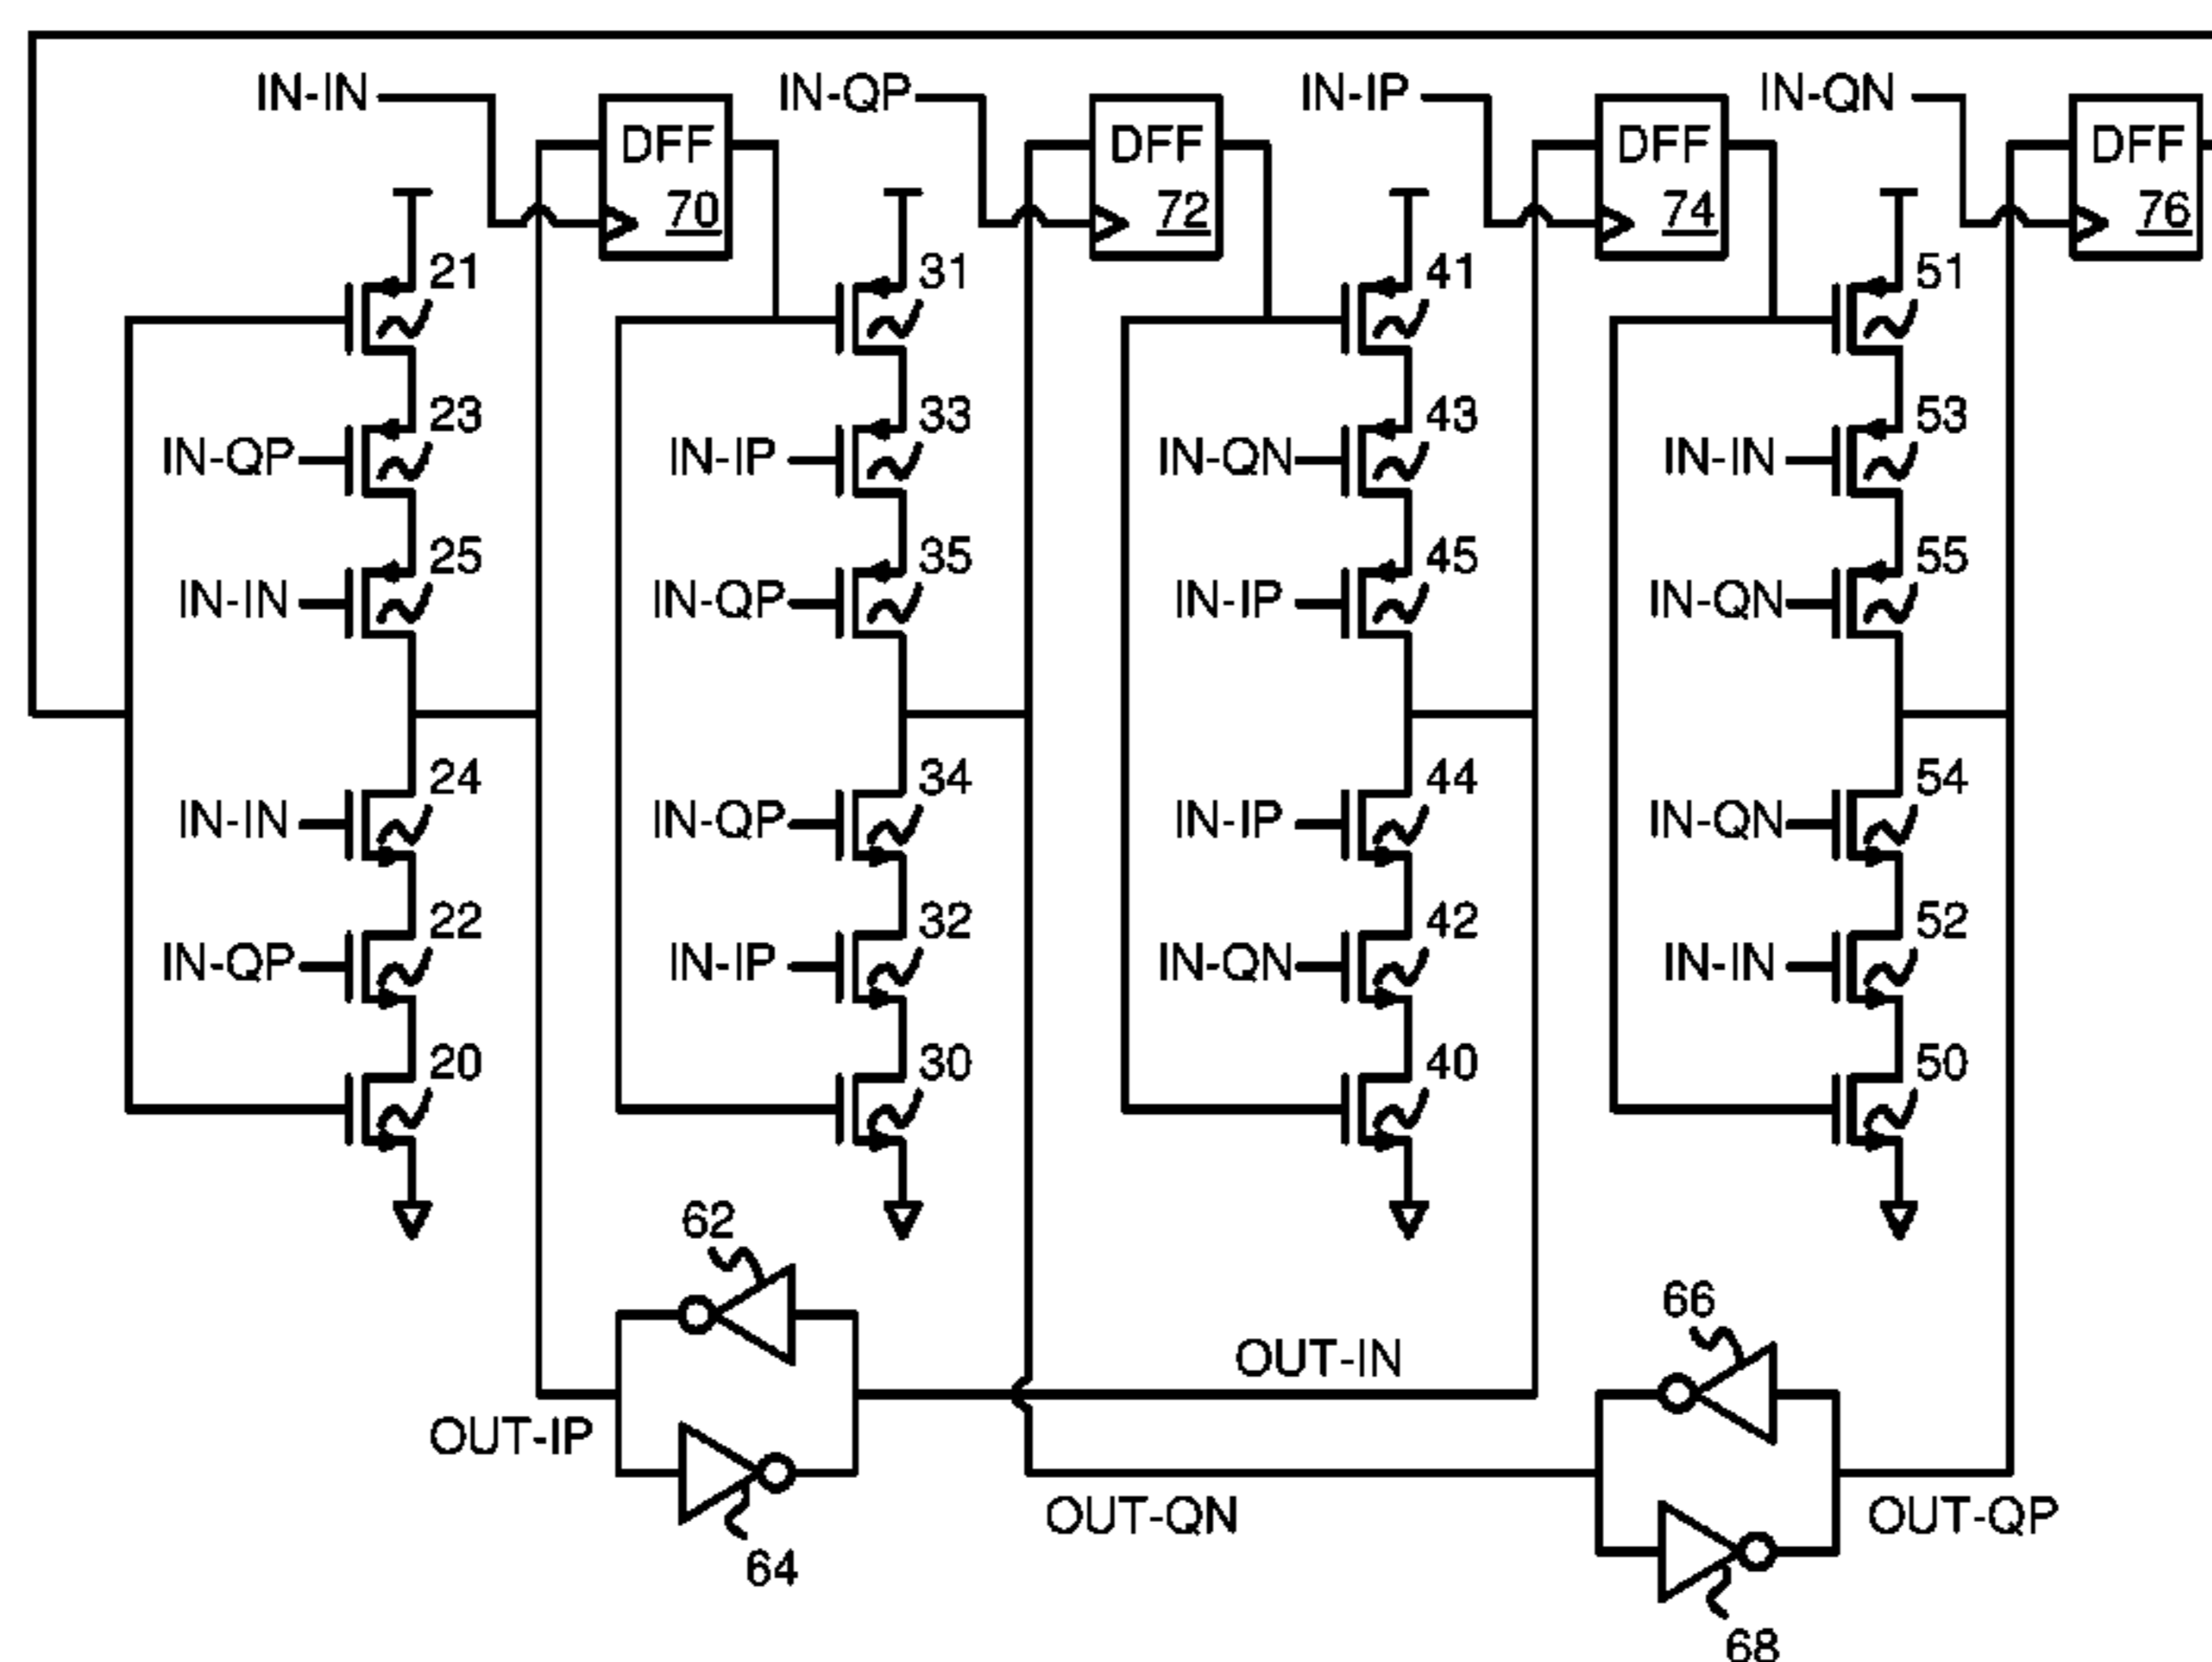 IN-IN IN-QP IN-IP IN-QN
DFF DFF DFF DFF
70 72 74 76
21 31 41 51
23 33 43 53
IN-QP IN-IP IN-QN IN-IN
25 35 45 55
IN-IN IN-QP IN-IP IN-QN
24 34 44 54
IN-IN IN-QP IN-IP IN-QN
22 32 42 52
IN-QP IN-IP IN-QN IN-IN
20 30 40 50
62
66
OUT-IN
OUT-IP
OUT-QN OUT-QP
64
68